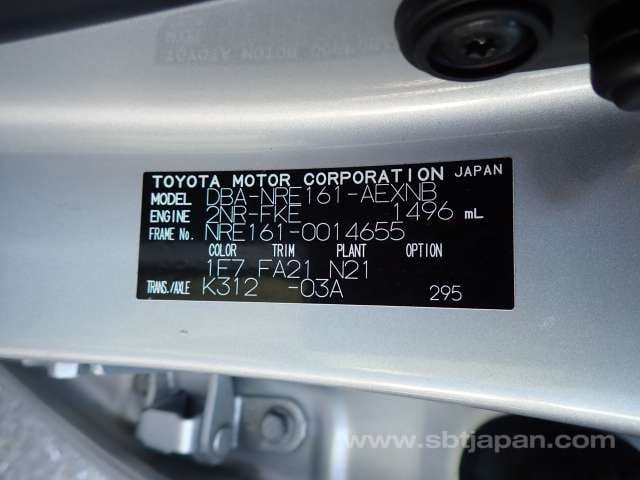 TOYOTA MOTOR CORPORATION JAPAN
MODEL DBA-NRE161-AEXNB
ENGINE 2NR-FKE 1496 mL
FRAME No. NRE161-0014655
COLOR TRIM PLANT OPTION
1F7 FA21 N21
TRANS./AXLE K312 -03A 295
www.sbtjapan.com